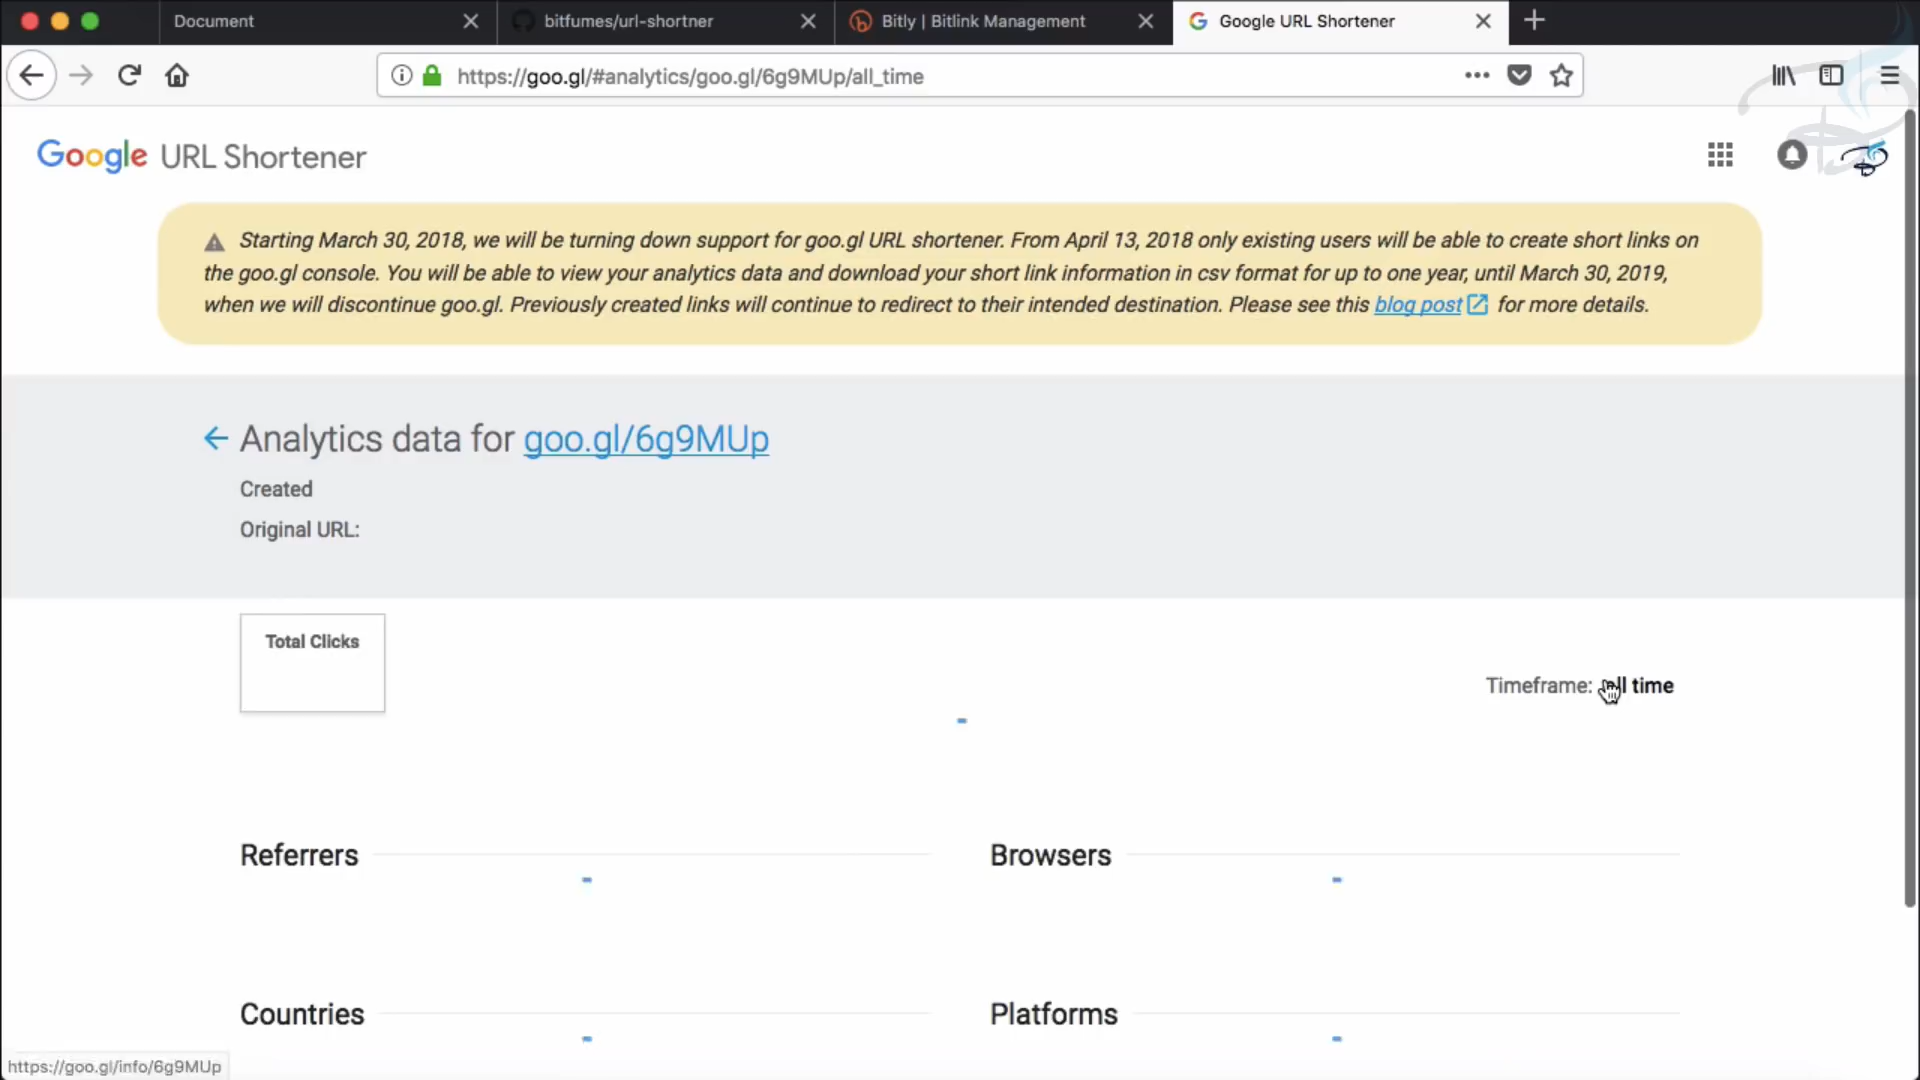 Document
bitfumes/url-shortner
Bitly | Bitlink Management
Google URL Shortener
https://goo.gl/#analytics/goo.gl/6g9MUp/all_time
Google URL Shortener
Starting March 30, 2018, we will be turning down support for goo.gl URL shortener. From April 13, 2018 only existing users will be able to create short links on
the goo.gl console. You will be able to view your analytics data and download your short link information in csv format for up to one year, until March 30, 2019,
when we will discontinue goo.gl. Previously created links will continue to redirect to their intended destination. Please see this blog post for more details.
Analytics data for goo.gl/6g9MUp
Created
Original URL:
Total Clicks
Timeframe: all time
Referrers
Browsers
Countries
Platforms
https://goo.gl/info/6g9MUp